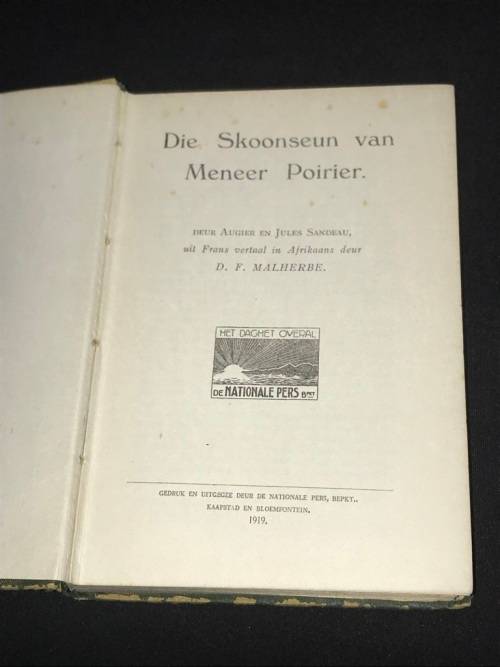 Die Skoonseun van
Meneer Poirier.
DEUR AUGIER EN JULES SANDEAU,
uit Frans vertaal in Afrikaans deur
D. F. MALHERBE.
HET DAGHET OVERAL
DE NATIONALE PERS BPKT
GEDRUK EN UITGEGEE DEUR DE NATIONALE PERS, BEPKT.,
KAAPSTAD EN BLOEMFONTEIN,
1919.